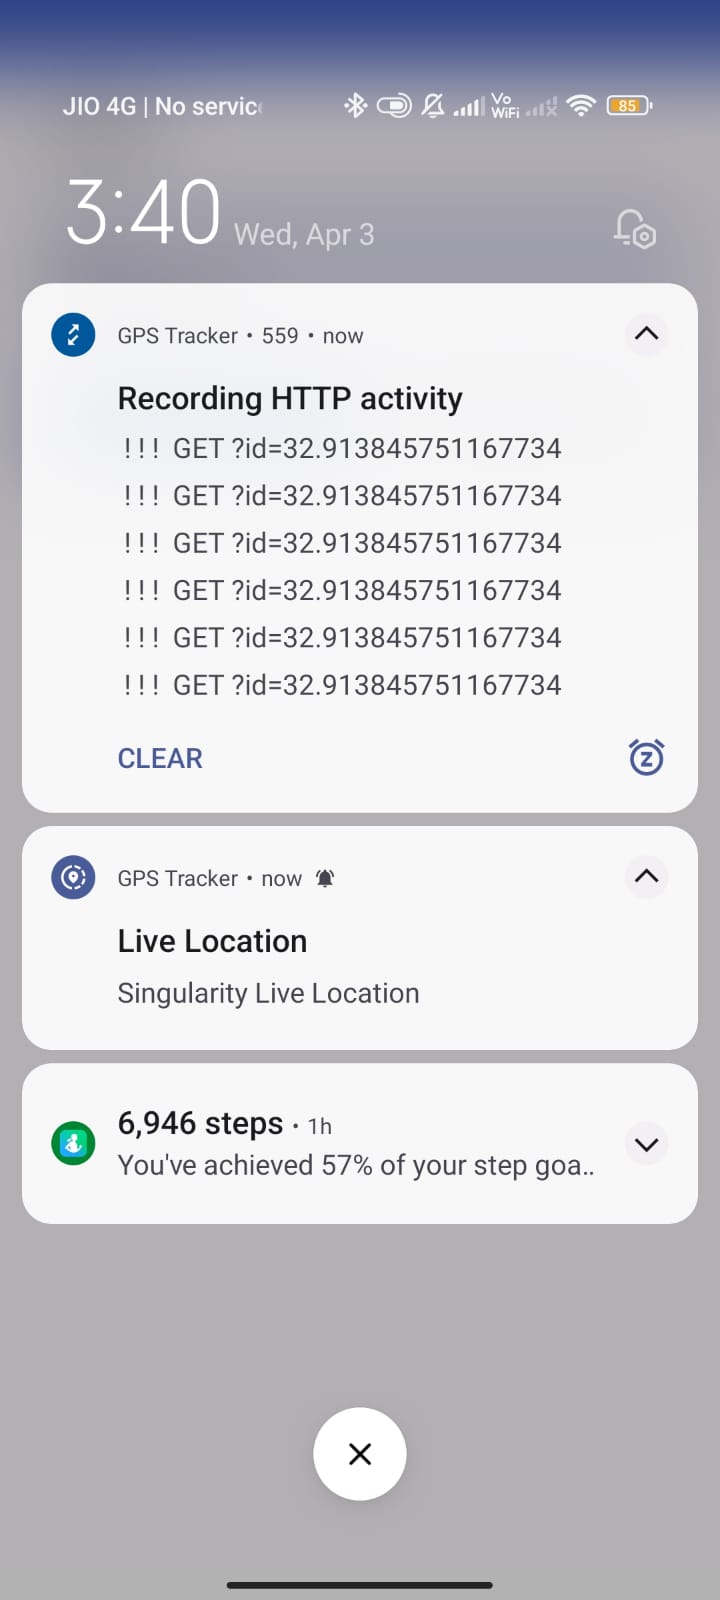 JIO 4G | No servic
Vo
WiFi
85
3:40 Wed, Apr 3
GPS Tracker • 559 • now
Recording HTTP activity
!!! GET ?id=32.913845751167734
!!! GET ?id=32.913845751167734
!!! GET ?id=32.913845751167734
!!! GET ?id=32.913845751167734
!!! GET ?id=32.913845751167734
!!! GET ?id=32.913845751167734
CLEAR
Z
GPS Tracker • now
Live Location
Singularity Live Location
6,946 steps • 1h
You've achieved 57% of your step goa..